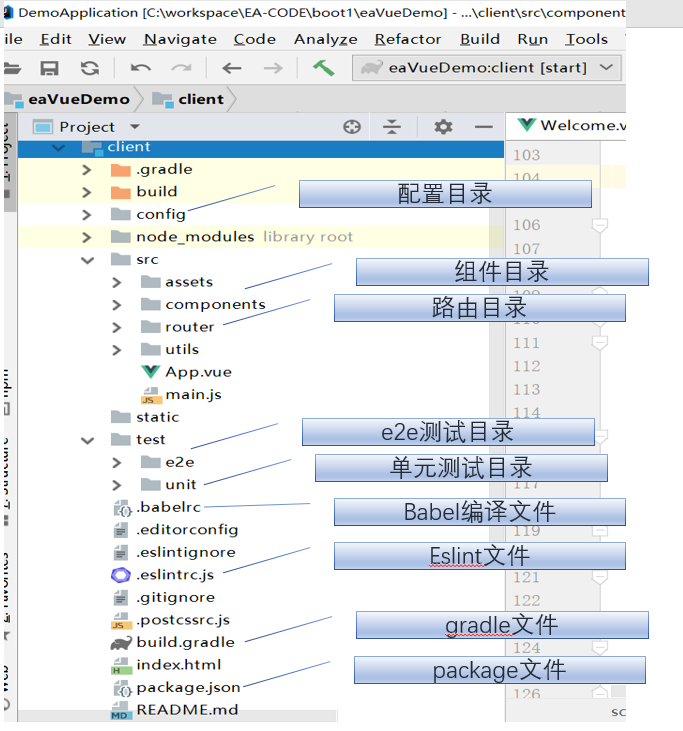 DemoApplication [C:\workspace\EA-CODE\boot1\eaVueDemo] - ...\client\src\component
ile Edit View Navigate Code Analyze Refactor Build Run Tools
eaVueDemo:client [start]
eaVueDemo client
Project
Welcome.v
client
103
.gradle
104
build
config
配置目录
106
node_modules library root
107
src
组件目录
assets
components
路由目录
router
111
utils
112
App.vue
113
main.js
114
static
e2e测试目录
test
e2e
单元测试目录
117
unit
.babelrc
Babel编译文件
119
.editorconfig
.eslintignore
Eslint文件
.eslintrc.js
121
.gitignore
122
.postcssrc.js
gradle文件
build.gradle
124
index.html
package文件
package.json
126
README.md
sc